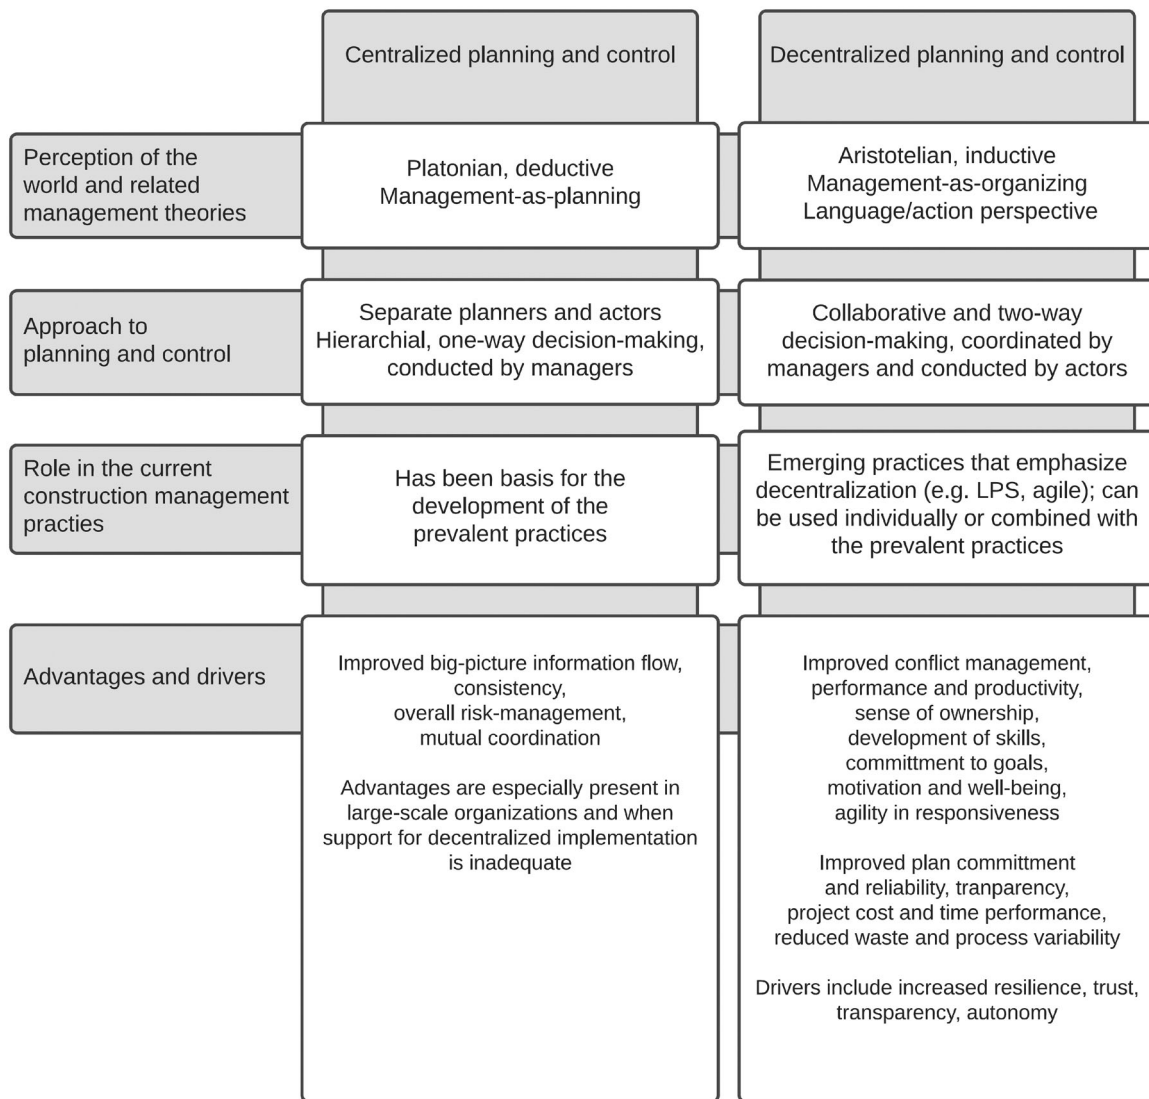 Centralized planning and control
Decentralized planning and control
Perception of the
world and related
management theories
Platonian, deductive
Management-as-planning
Aristotelian, inductive
Management-as-organizing
Language/action perspective
Approach to
planning and control
Separate planners and actors
Hierarchial, one-way decision-making,
conducted by managers
Collaborative and two-way
decision-making, coordinated by
managers and conducted by actors
Role in the current
construction management
practies
Has been basis for the
development of the
prevalent practices
Emerging practices that emphasize
decentralization (e.g. LPS, agile); can
be used individually or combined with
the prevalent practices
Advantages and drivers
Improved big-picture information flow,
consistency,
overall risk-management,
mutual coordination
Advantages are especially present in
large-scale organizations and when
support for decentralized implementation
is inadequate
Improved conflict management,
performance and productivity,
sense of ownership,
development of skills,
committment to goals,
motivation and well-being,
agility in responsiveness
Improved plan committment
and reliability, tranparency,
project cost and time performance,
reduced waste and process variability
Drivers include increased resilience, trust,
transparency, autonomy